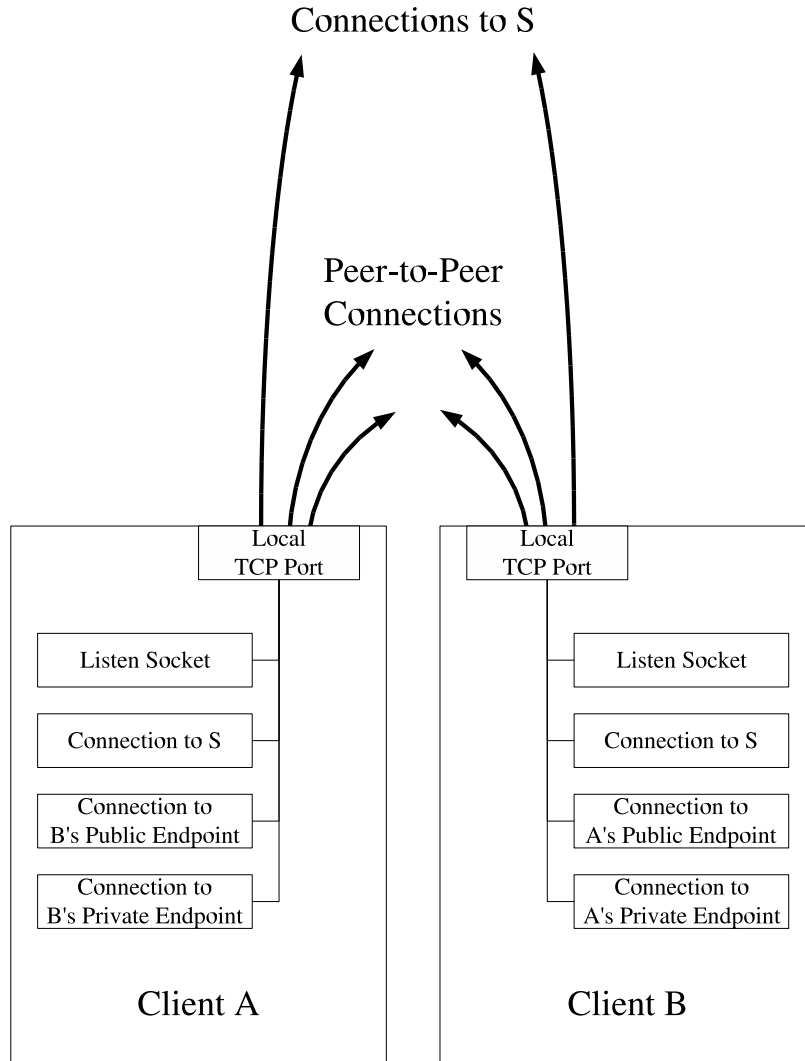 Connections to S
Peer-to-Peer
Connections
Local
TCP Port
Listen Socket
Connection to S
Connection to
B's Public Endpoint
Connection to
B's Private Endpoint
Client A
Local
TCP Port
Listen Socket
Connection to S
Connection to
A's Public Endpoint
Connection to
A's Private Endpoint
Client B